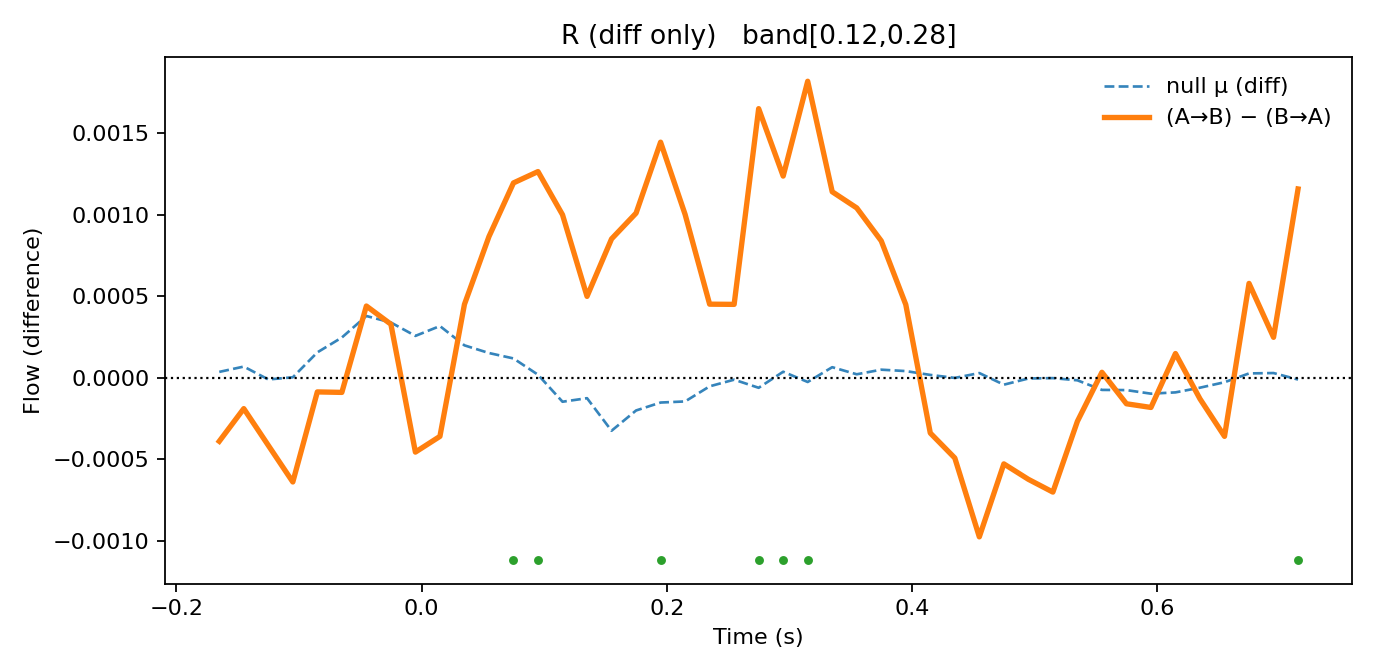 R (diff only)   band[0.12,0.28]
null µ (diff)
(A→B) − (B→A)
0.0015
0.0010
0.0005
0.0000
−0.0005
−0.0010
Flow (difference)
−0.2 0.0 0.2 0.4 0.6
Time (s)